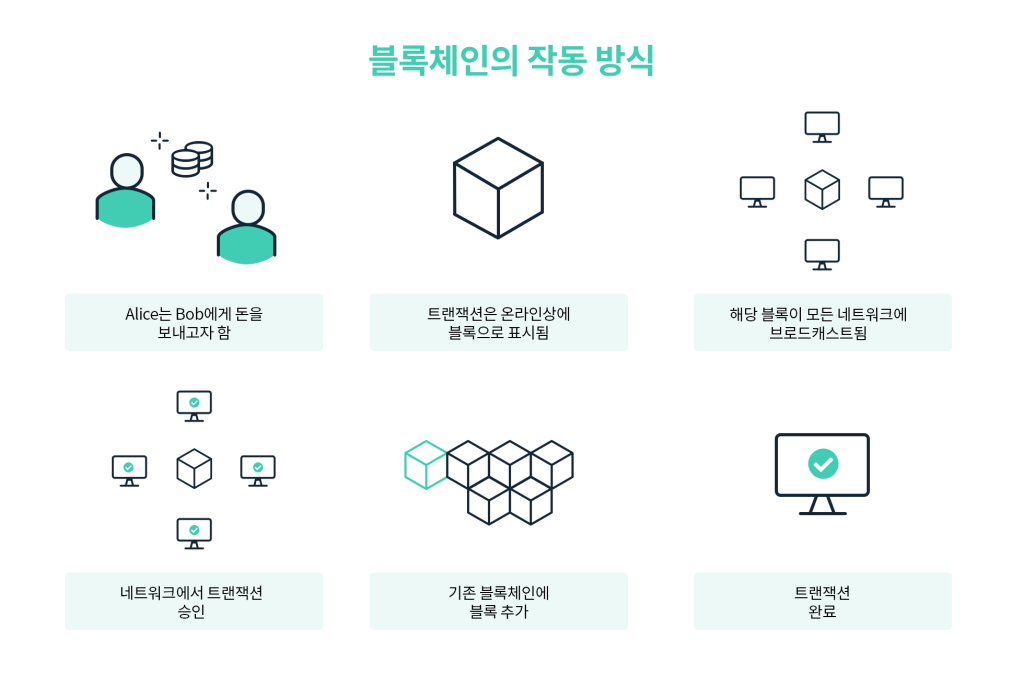 블록체인의 작동 방식
Alice는 Bob에게 돈을
보내고자 함
트랜잭션은 온라인상에
블록으로 표시됨
해당 블록이 모든 네트워크에
브로드캐스트됨
네트워크에서 트랜잭션
승인
기존 블록체인에
블록 추가
트랜잭션
완료